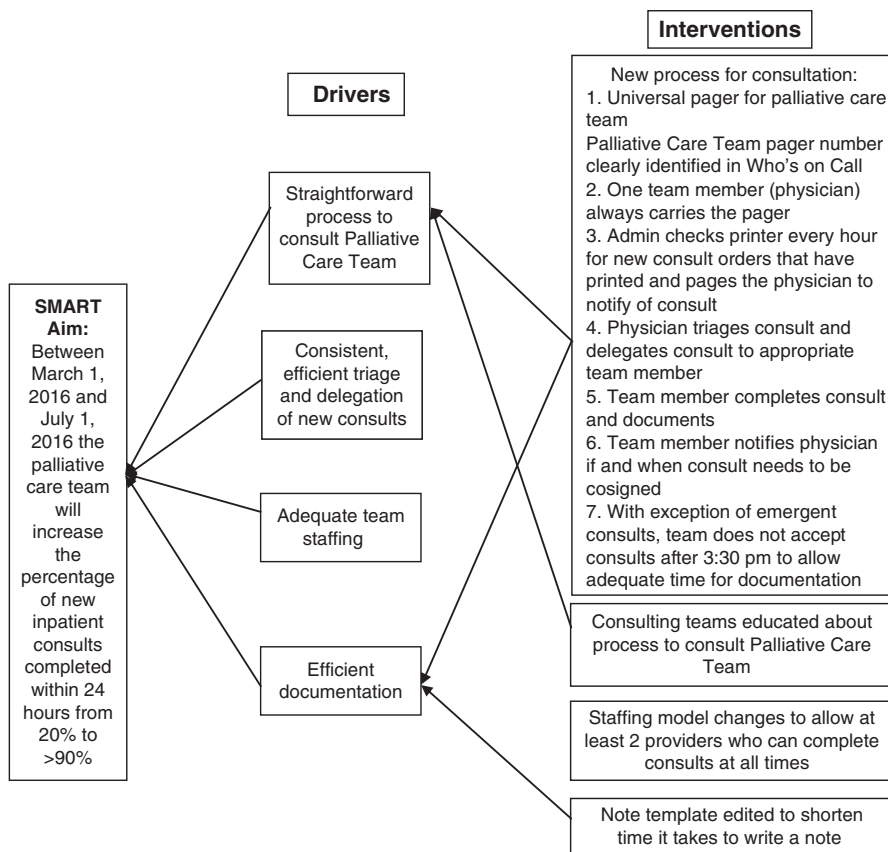 Interventions
Drivers
SMART
Aim:
Between
March 1,
2016 and
July 1,
2016 the
palliative
care team
will
increase
the
percentage
of new
inpatient
consults
completed
within 24
hours from
20% to
>90%
Straightforward
process to
consult Palliative
Care Team
Consistent,
efficient triage
and delegation
of new consults
Adequate team
staffing
Efficient
documentation
New process for consultation:
1. Universal pager for palliative care
team
Palliative Care Team pager number
clearly identified in Who's on Call
2. One team member (physician)
always carries the pager
3. Admin checks printer every hour
for new consult orders that have
printed and pages the physician to
notify of consult
4. Physician triages consult and
delegates consult to appropriate
team member
5. Team member completes consult
and documents
6. Team member notifies physician
if and when consult needs to be
cosigned
7. With exception of emergent
consults, team does not accept
consults after 3:30 pm to allow
adequate time for documentation
Consulting teams educated about
process to consult Palliative Care
Team
Staffing model changes to allow at
least 2 providers who can complete
consults at all times
Note template edited to shorten
time it takes to write a note